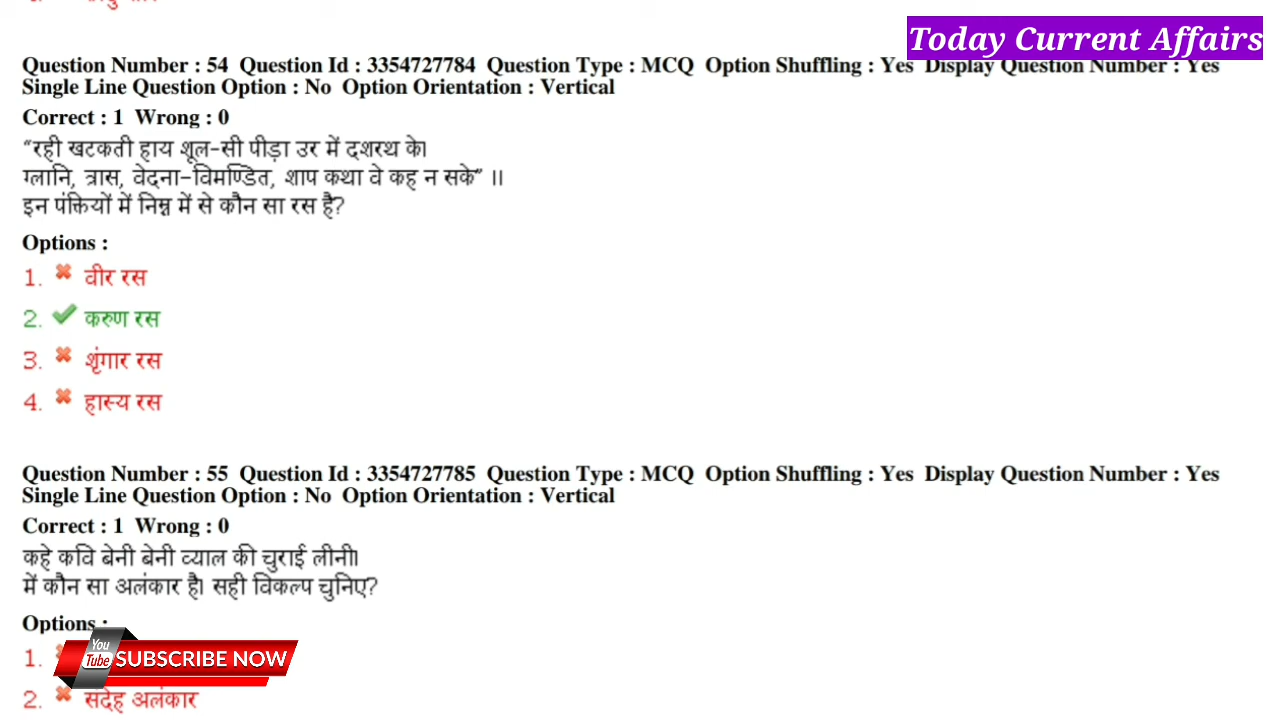 Today Current Affairs
Question Number : 54 Question Id : 3354727784 Question Type : MCQ Option Shuffling : Yes Display Question Number : Yes
Single Line Question Option : No Option Orientation : Vertical
Correct : 1 Wrong : 0
“रही खटकती हाय शूल-सी पीड़ा उर में दशरथ के।
ग्लानि, त्रास, वेदना-विमण्डित, शाप कथा वे कह न सके” ॥
इन पंक्तियों में निम्न में से कौन सा रस है?
Options :
1. वीर रस
2. करुण रस
3. शृंगार रस
4. हास्य रस
Question Number : 55 Question Id : 3354727785 Question Type : MCQ Option Shuffling : Yes Display Question Number : Yes
Single Line Question Option : No Option Orientation : Vertical
Correct : 1 Wrong : 0
कहे कवि बेनी बेनी व्याल की चुराई लीनी।
में कौन सा अलंकार है। सही विकल्प चुनिए?
Options :
1.
You Tube SUBSCRIBE NOW
2. सदेह अलंकार